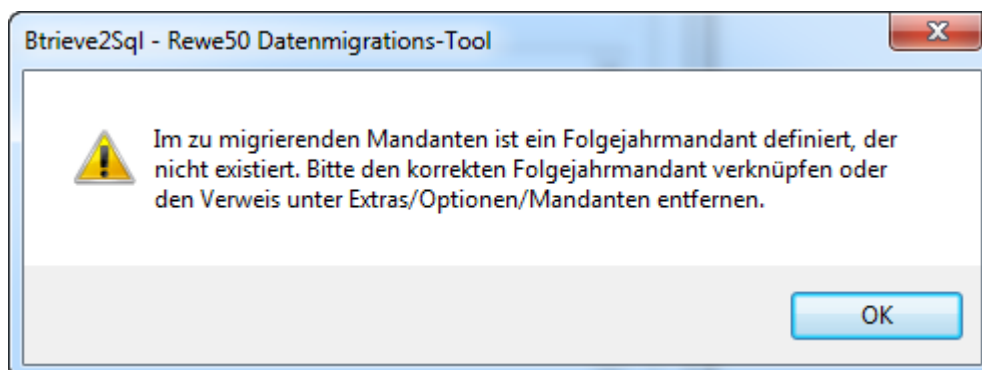 Btrieve2Sql - Rewe50 Datenmigrations-Tool
Im zu migrierenden Mandanten ist ein Folgejahrmandant definiert, der
nicht existiert. Bitte den korrekten Folgejahrmandant verknüpfen oder
den Verweis unter Extras/Optionen/Mandanten entfernen.
OK